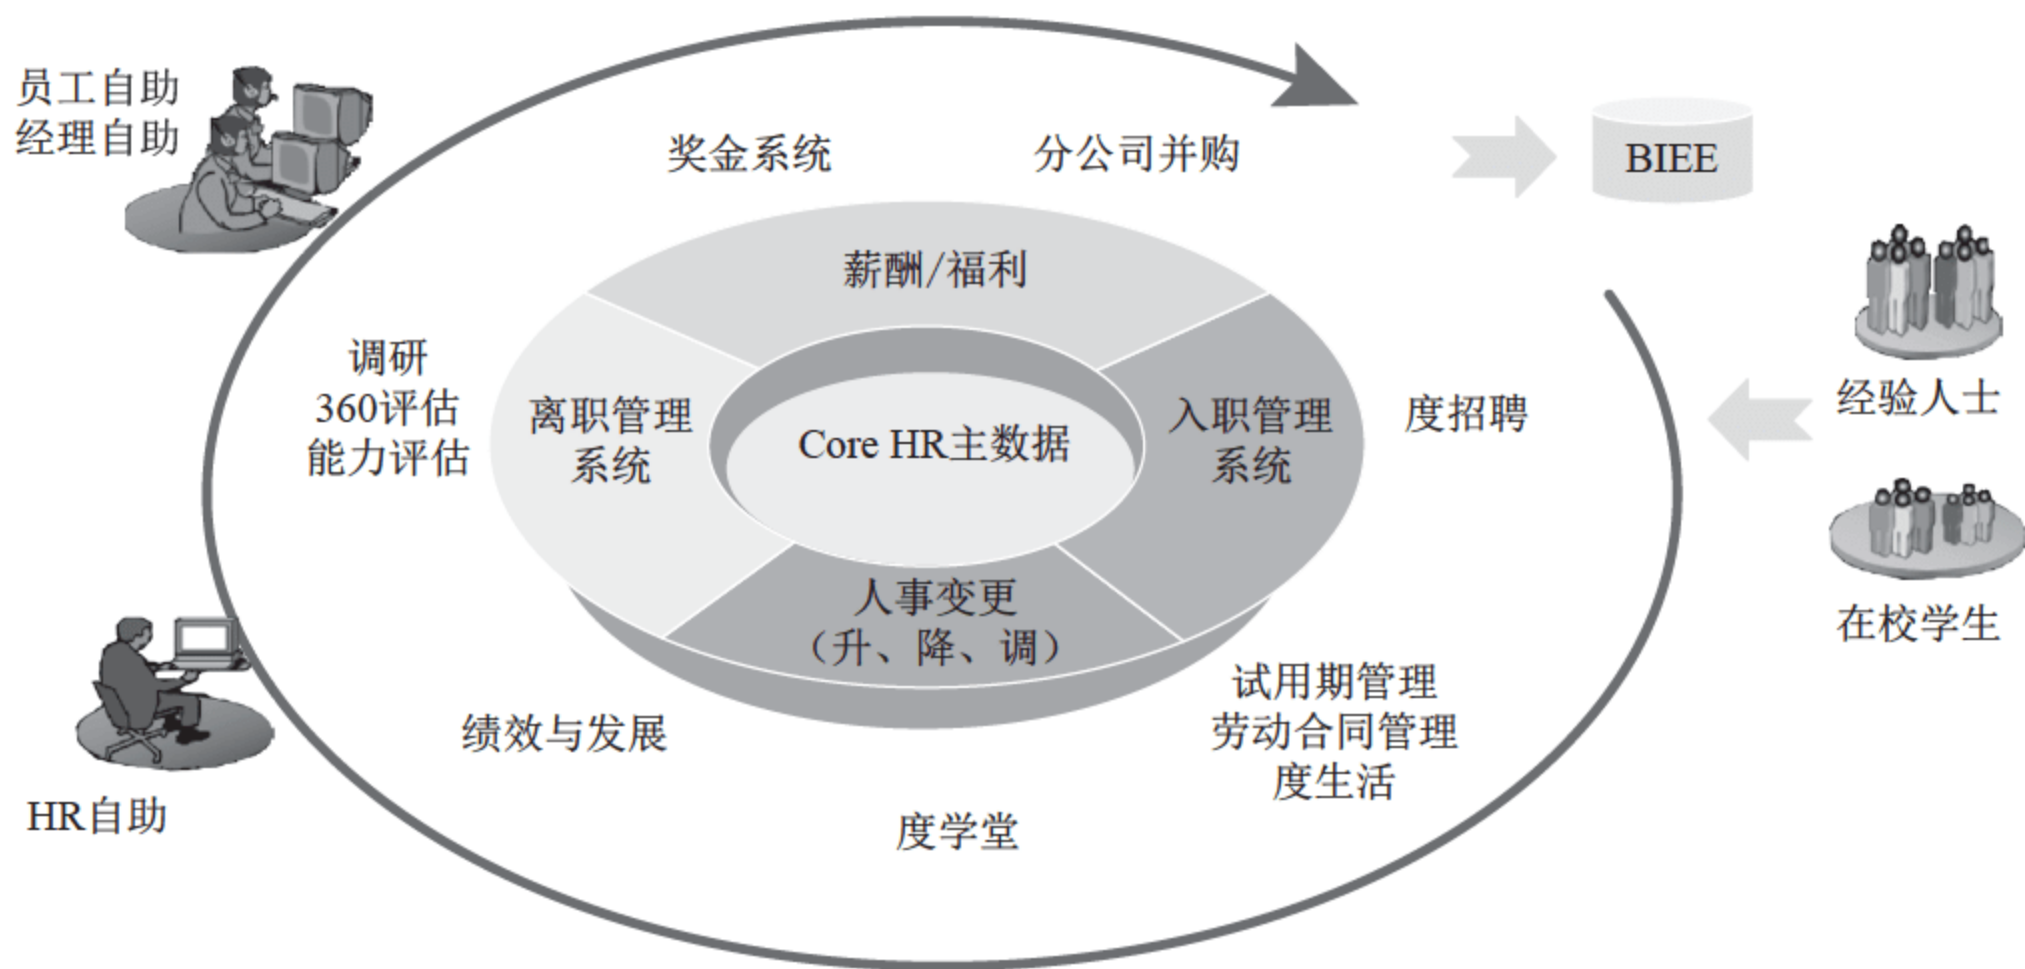 员工自助
经理自助
奖金系统
分公司并购
BIEE
薪酬/福利
调研
360评估
能力评估
离职管理
系统
Core HR主数据
入职管理
系统
度招聘
经验人士
人事变更
（升、降、调）
在校学生
试用期管理
劳动合同管理
度生活
绩效与发展
HR自助
度学堂